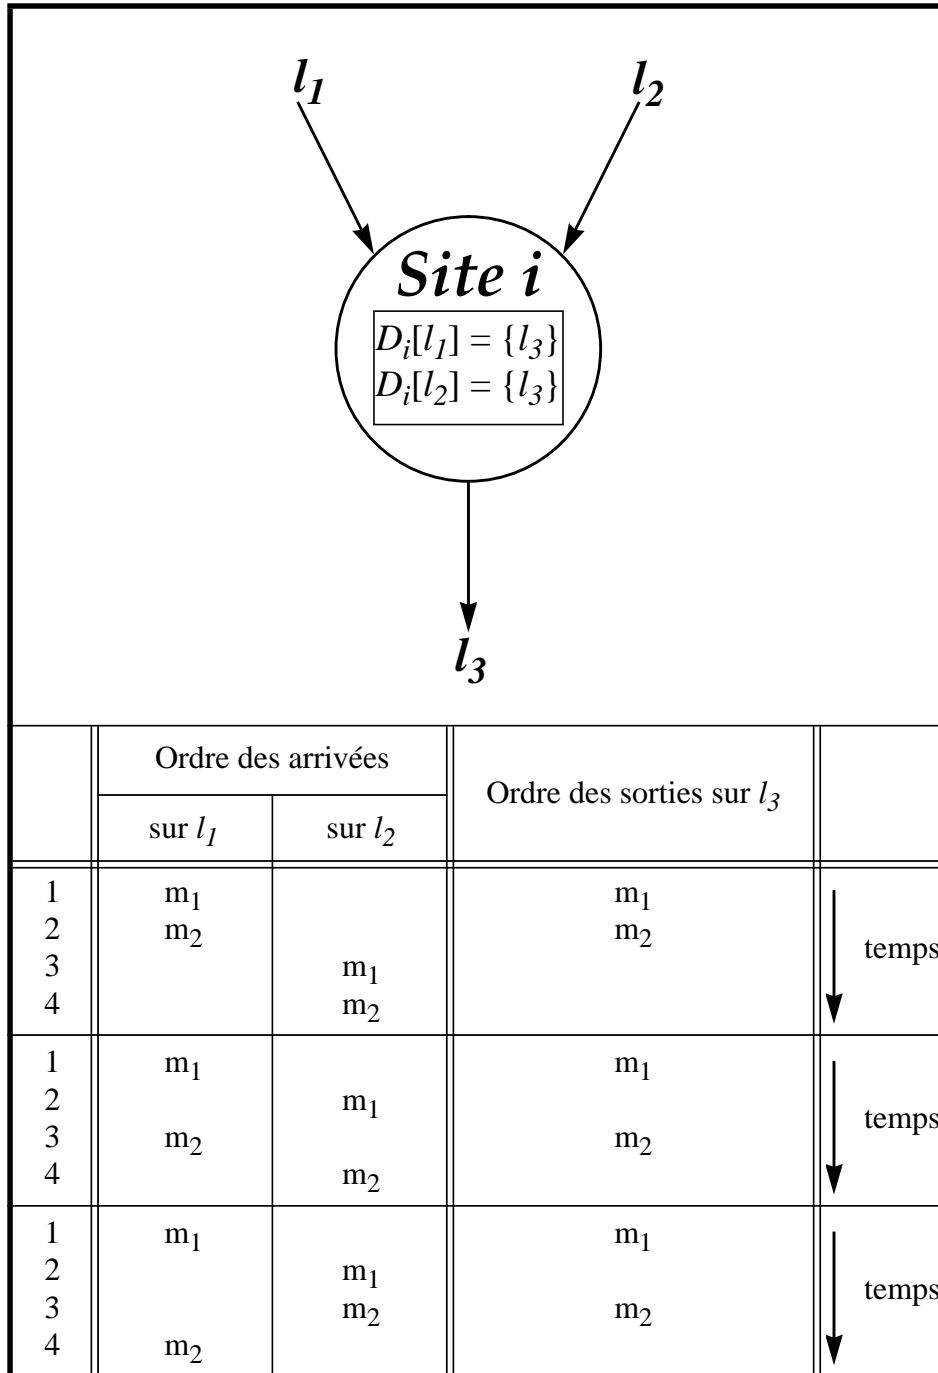 l1 l2
Site i
Di[l1] = {l3}
Di[l2] = {l3}
l3
Ordre des arrivées
Ordre des sorties sur l3
sur l1 sur l2
1 m1 m1
2 m2 m2
3 m1
4 m2
temps
1 m1 m1
2 m1
3 m2 m2
4 m2
temps
1 m1 m1
2 m1
3 m2 m2
4 m2
temps